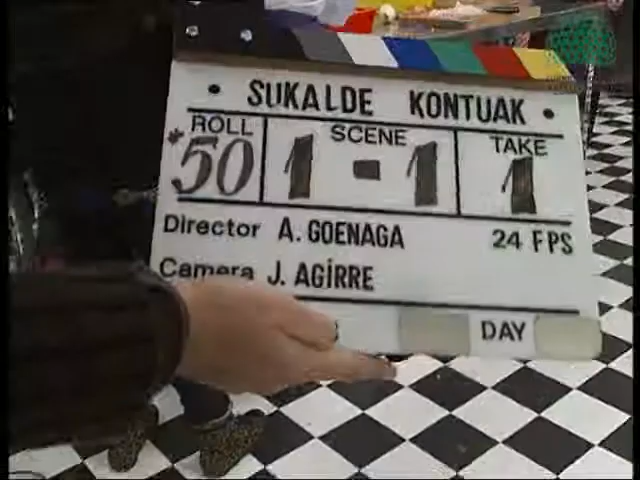 • SUKALDE KONTUAK •
ROLL SCENE TAKE
*50 1-1 1
Director A. GOENAGA 24 FPS
Camera J. AGiRRE
DAY